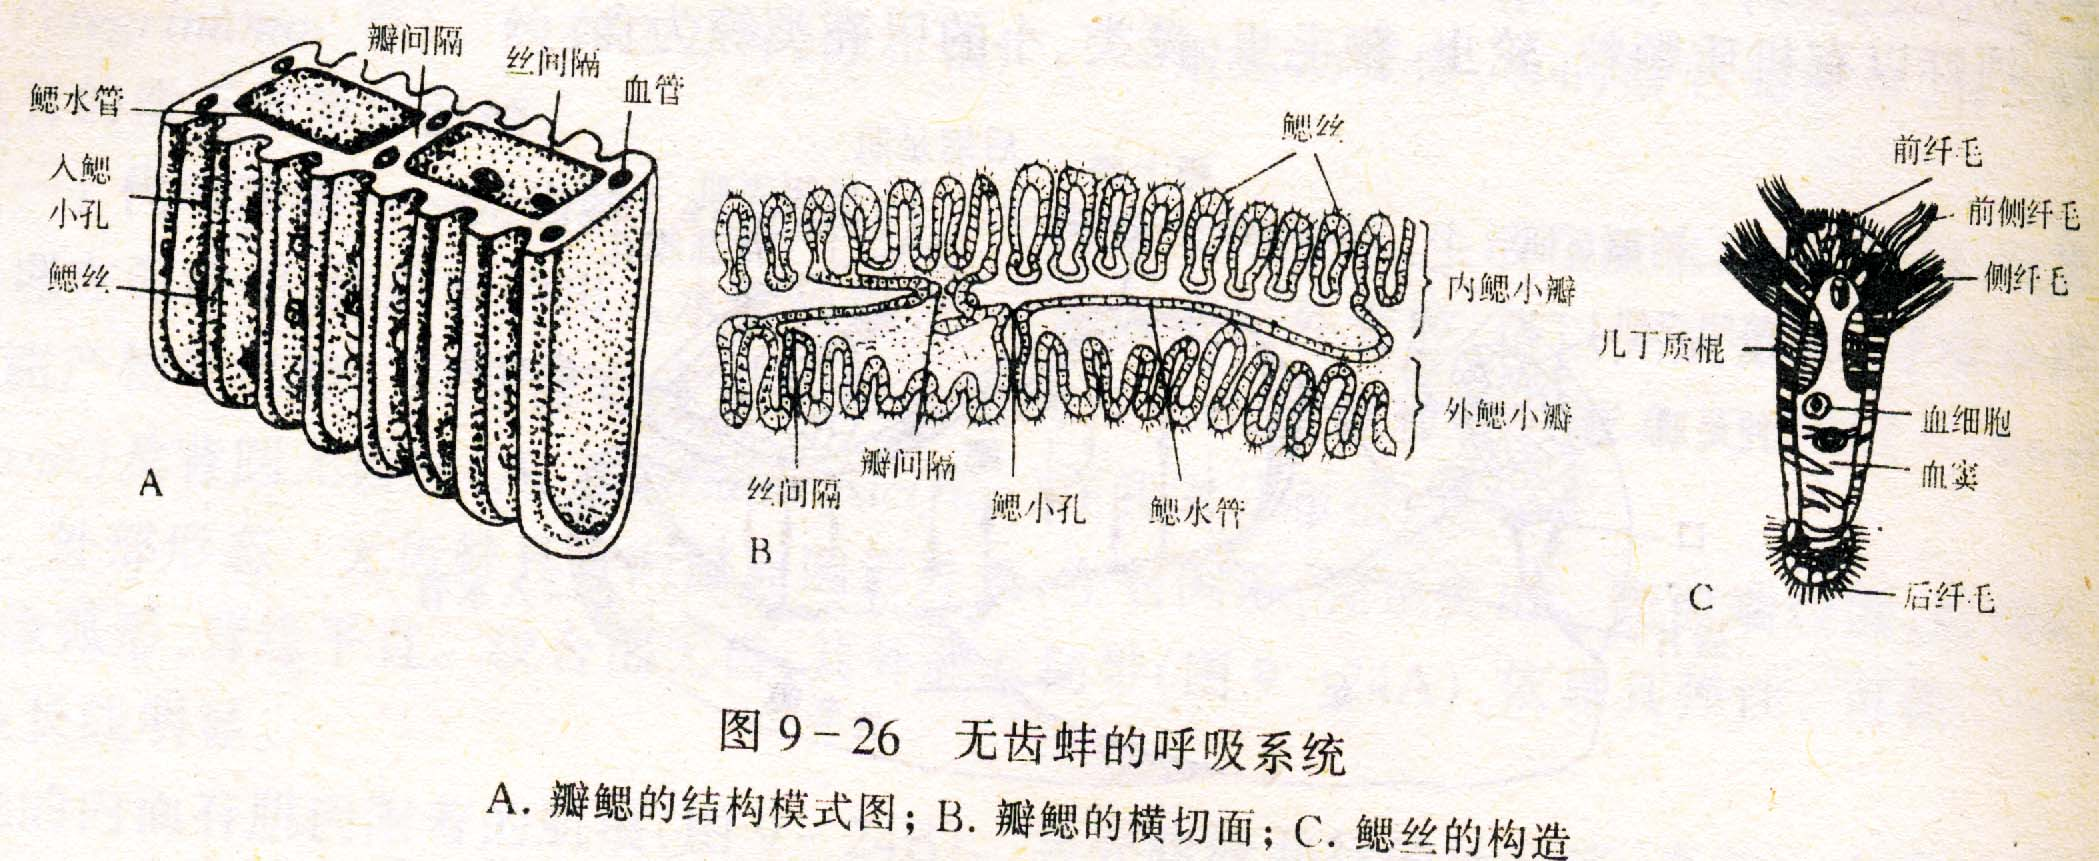 瓣间隔
丝间隔
血管
鳃水管
入鳃
小孔
鳃丝
A
鳃丝
内鳃小瓣
外鳃小瓣
丝间隔
瓣间隔
鳃小孔
鳃水管
B
前纤毛
前侧纤毛
侧纤毛
几丁质棍
血细胞
血窦
后纤毛
C
图 9-26 无齿蚌的呼吸系统
A. 瓣鳃的结构模式图；B. 瓣鳃的横切面；C. 鳃丝的构造